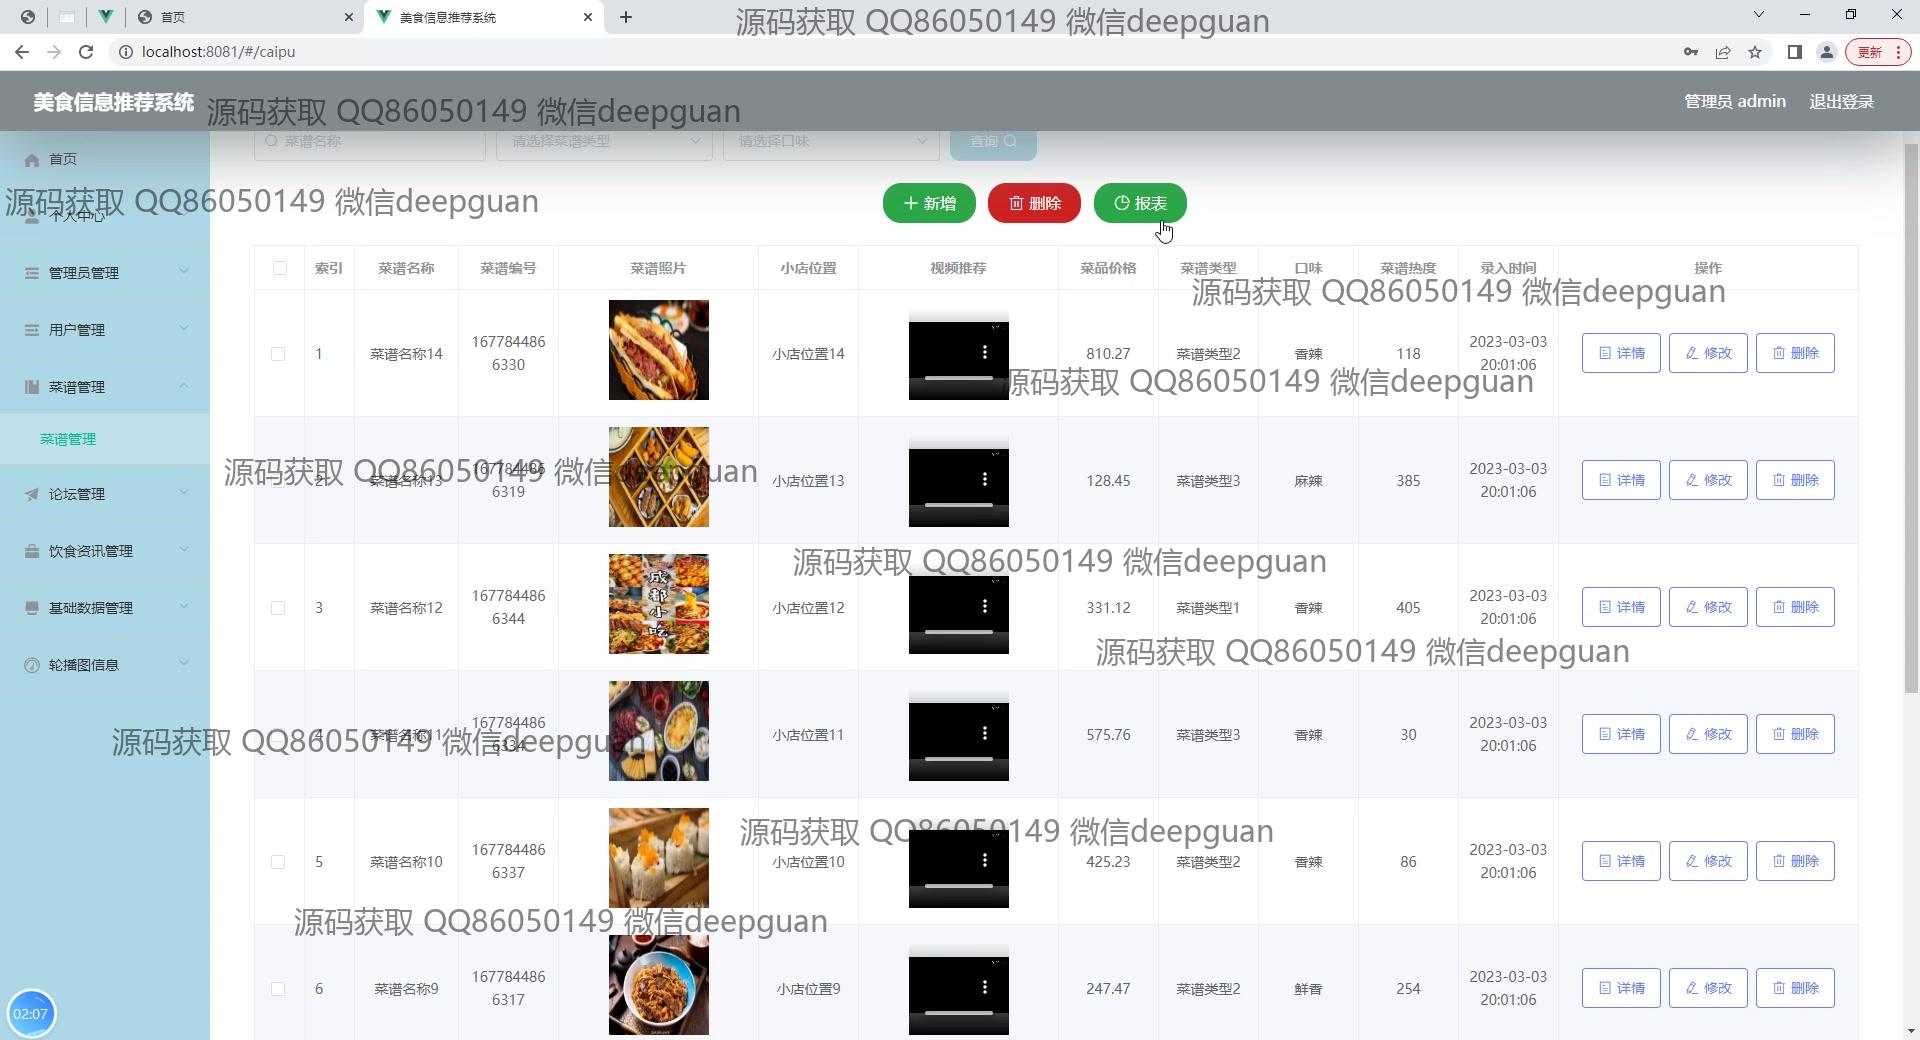 首页
美食信息推荐系统
源码获取 QQ86050149 微信deepguan
localhost:8081/#/caipu
更新
美食信息推荐系统
源码获取 QQ86050149 微信deepguan
管理员 admin
退出登录
菜谱名称
请选择菜谱类型
请选择口味
查询
首页
源码获取 QQ86050149 微信deepguan
个人中心
新增
删除
报表
管理员管理
用户管理
菜谱管理
菜谱管理
论坛管理
饮食资讯管理
基础数据管理
轮播图信息
索引 菜谱名称 菜谱编号 菜谱照片 小店位置 视频推荐 菜品价格 菜谱类型 口味 菜谱热度 录入时间 操作
源码获取 QQ86050149 微信deepguan
1 菜谱名称14 167784486 小店位置14 810.27 菜谱类型2 香辣 118 2023-03-03 详情 修改 删除
6330 20:01:06
源码获取 QQ86050149 微信deepguan
2 菜谱名称13 167784486 小店位置13 128.45 菜谱类型3 麻辣 385 2023-03-03 详情 修改 删除
6319 20:01:06
源码获取 QQ86050149 微信deepguan
源码获取 QQ86050149 微信deepguan
3 菜谱名称12 167784486 成都小吃 小店位置12 331.12 菜谱类型1 香辣 405 2023-03-03 详情 修改 删除
6344 20:01:06
源码获取 QQ86050149 微信deepguan
4 菜谱名称11 167784486 小店位置11 575.76 菜谱类型3 香辣 30 2023-03-03 详情 修改 删除
6334 20:01:06
源码获取 QQ86050149 微信deepguan
源码获取 QQ86050149 微信deepguan
5 菜谱名称10 167784486 小店位置10 425.23 菜谱类型2 香辣 86 2023-03-03 详情 修改 删除
6337 20:01:06
源码获取 QQ86050149 微信deepguan
6 菜谱名称9 167784486 小店位置9 247.47 菜谱类型2 鲜香 254 2023-03-03 详情 修改 删除
6317 20:01:06
02:07